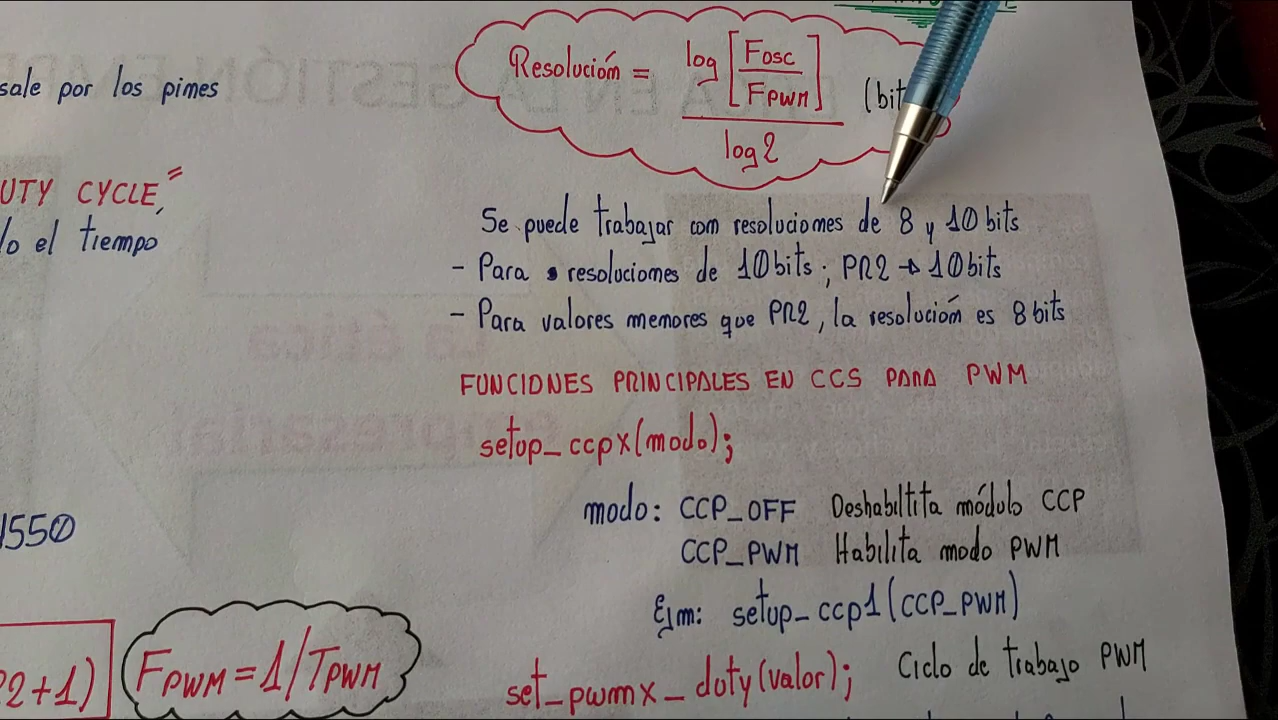 sale por los pines
UTY CYCLE"
lo el tiempo
1550
2+1)
FPWM = 1/TPWM
Resolución = log [FOSC / FPWM] / log 2 (bit
Se puede trabajar con resoluciones de 8 y 10 bits
- Para resoluciones de 10 bits; PR2 → 10 bits
- Para valores menores que PR2, la resolución es 8 bits
FUNCIONES PRINCIPALES EN CCS PARA PWM
setup_ccpx(modo);
modo: CCP_OFF Deshabiltita módulo CCP
CCP_PWM Habilita modo PWM
Ejm: setup_ccp1(CCP_PWM)
set_pwmx_duty(valor); Ciclo de trabajo PWM